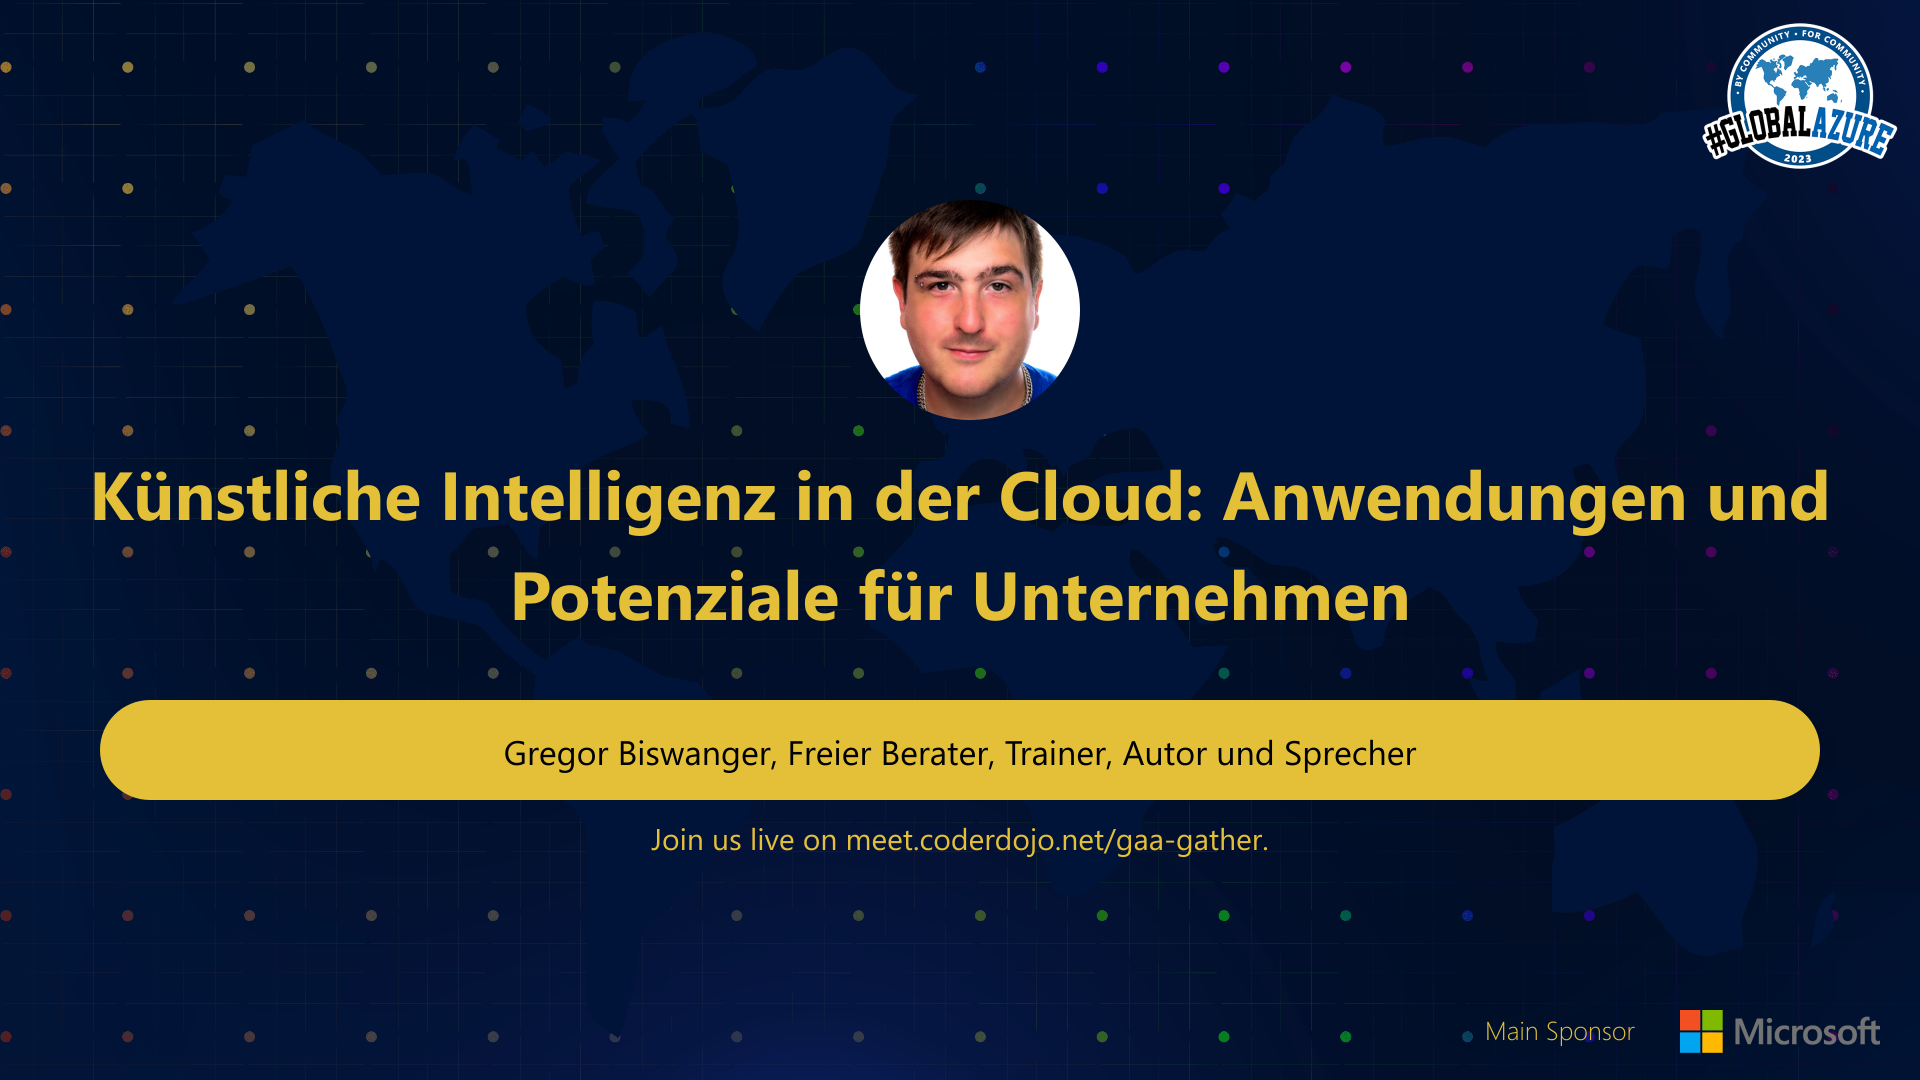 • BY COMMUNITY • FOR COMMUNITY •
#GLOBALAZURE
2023
Künstliche Intelligenz in der Cloud: Anwendungen und
Potenziale für Unternehmen
Gregor Biswanger, Freier Berater, Trainer, Autor und Sprecher
Join us live on meet.coderdojo.net/gaa-gather.
Main Sponsor
Microsoft